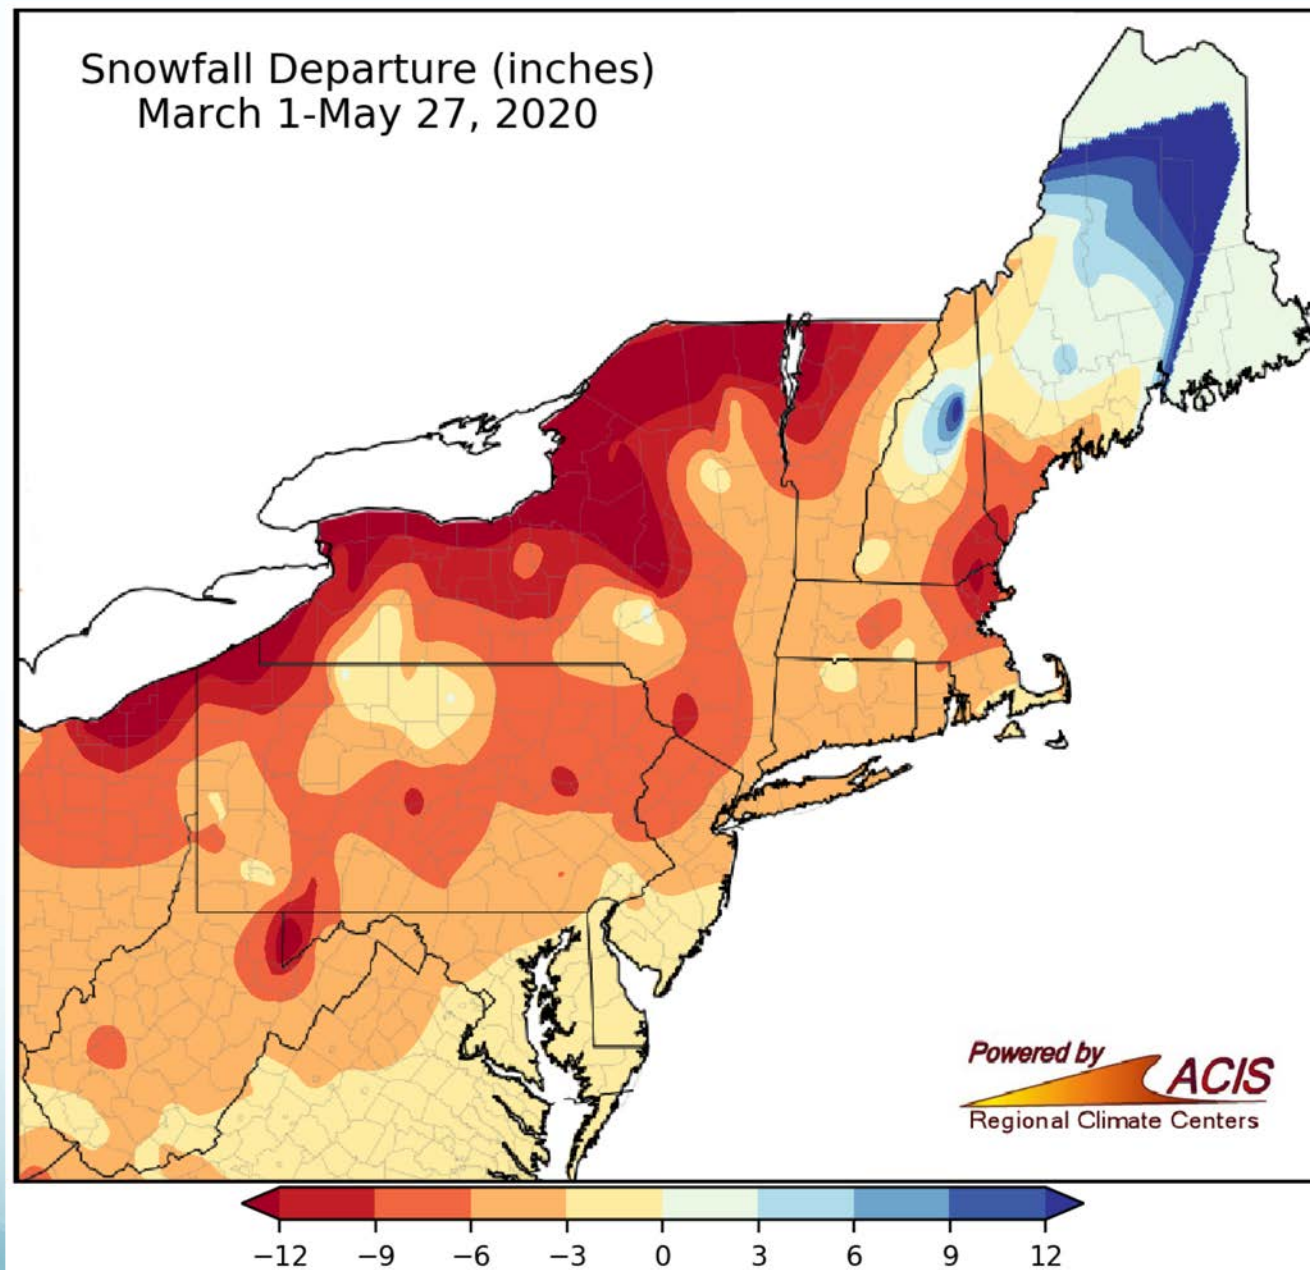 Snowfall Departure (inches)
March 1-May 27, 2020
Powered by
ACIS
Regional Climate Centers
−12 −9 −6 −3 0 3 6 9 12